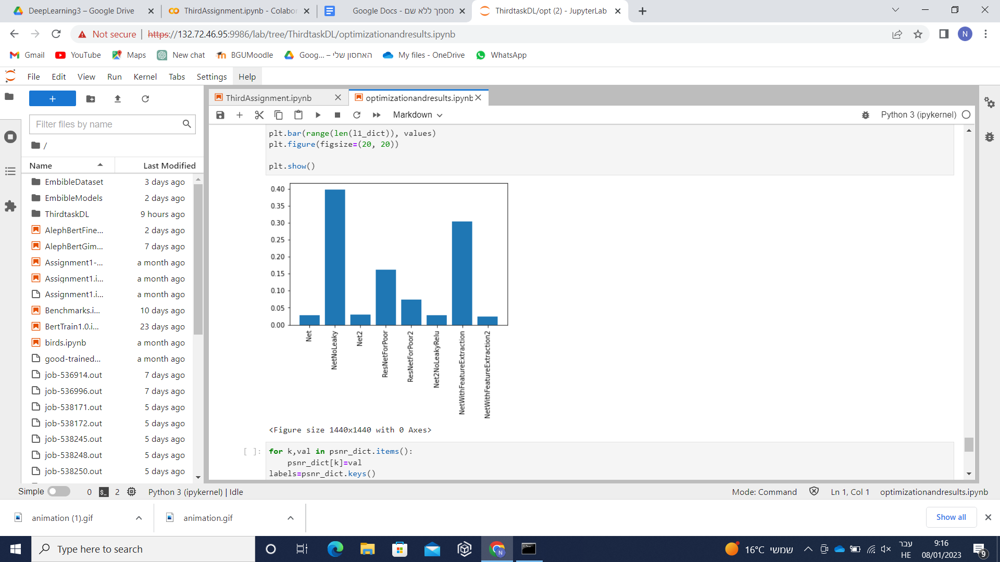 DeepLearning3 – Google Drive
ThirdAssignment.ipynb - Colabor
מסמך ללא שם - Google Docs
ThirdtaskDL/opt (2) - JupyterLab
Not secure
https://132.72.46.95:9986/lab/tree/ThirdtaskDL/optimizationandresults.ipynb
N
Gmail
YouTube
Maps
New chat
BGUMoodle
האחסון שלי – Goog...
My files - OneDrive
WhatsApp
File Edit View Run Kernel Tabs Settings Help
ThirdAssignment.ipynb
optimizationandresults.ipynb
Markdown
Python 3 (ipykernel)
Filter files by name
/
Name Last Modified
EmbibleDataset 3 days ago
EmbibleModels 2 days ago
ThirdtaskDL 9 hours ago
AlephBertFine... 2 days ago
AlephBertGim... 7 days ago
Assignment1-... a month ago
Assignment1.i... a month ago
Assignment1.i... a month ago
Benchmarks.i... 10 days ago
BertTrain1.0.i... 23 days ago
birds.ipynb a month ago
good-trained... a month ago
job-536914.out 7 days ago
job-536996.out 7 days ago
job-538171.out 5 days ago
job-538172.out 5 days ago
job-538245.out 5 days ago
job-538248.out 5 days ago
job-538250.out 5 days ago
plt.bar(range(len(l1_dict)), values)
plt.figure(figsize=(20, 20))
plt.show()
0.40
0.35
0.30
0.25
0.20
0.15
0.10
0.05
0.00
Net
NetNoLeaky
Net2
ResNetForPoor
ResNetForPoor2
Net2NoLeakyRelu
NetWithFeatureExtraction
NetWithFeatureExtraction2
<Figure size 1440x1440 with 0 Axes>
[ ]:
for k,val in psnr_dict.items():
psnr_dict[k]=val
labels=psnr_dict.keys()
Simple 0 $_ 2 Python 3 (ipykernel) | Idle
Mode: Command Ln 1, Col 1 optimizationandresults.ipynb
animation (1).gif
animation.gif
Show all
Type here to search
N
16°C שמשי
עבר
HE
9:16
08/01/2023
9